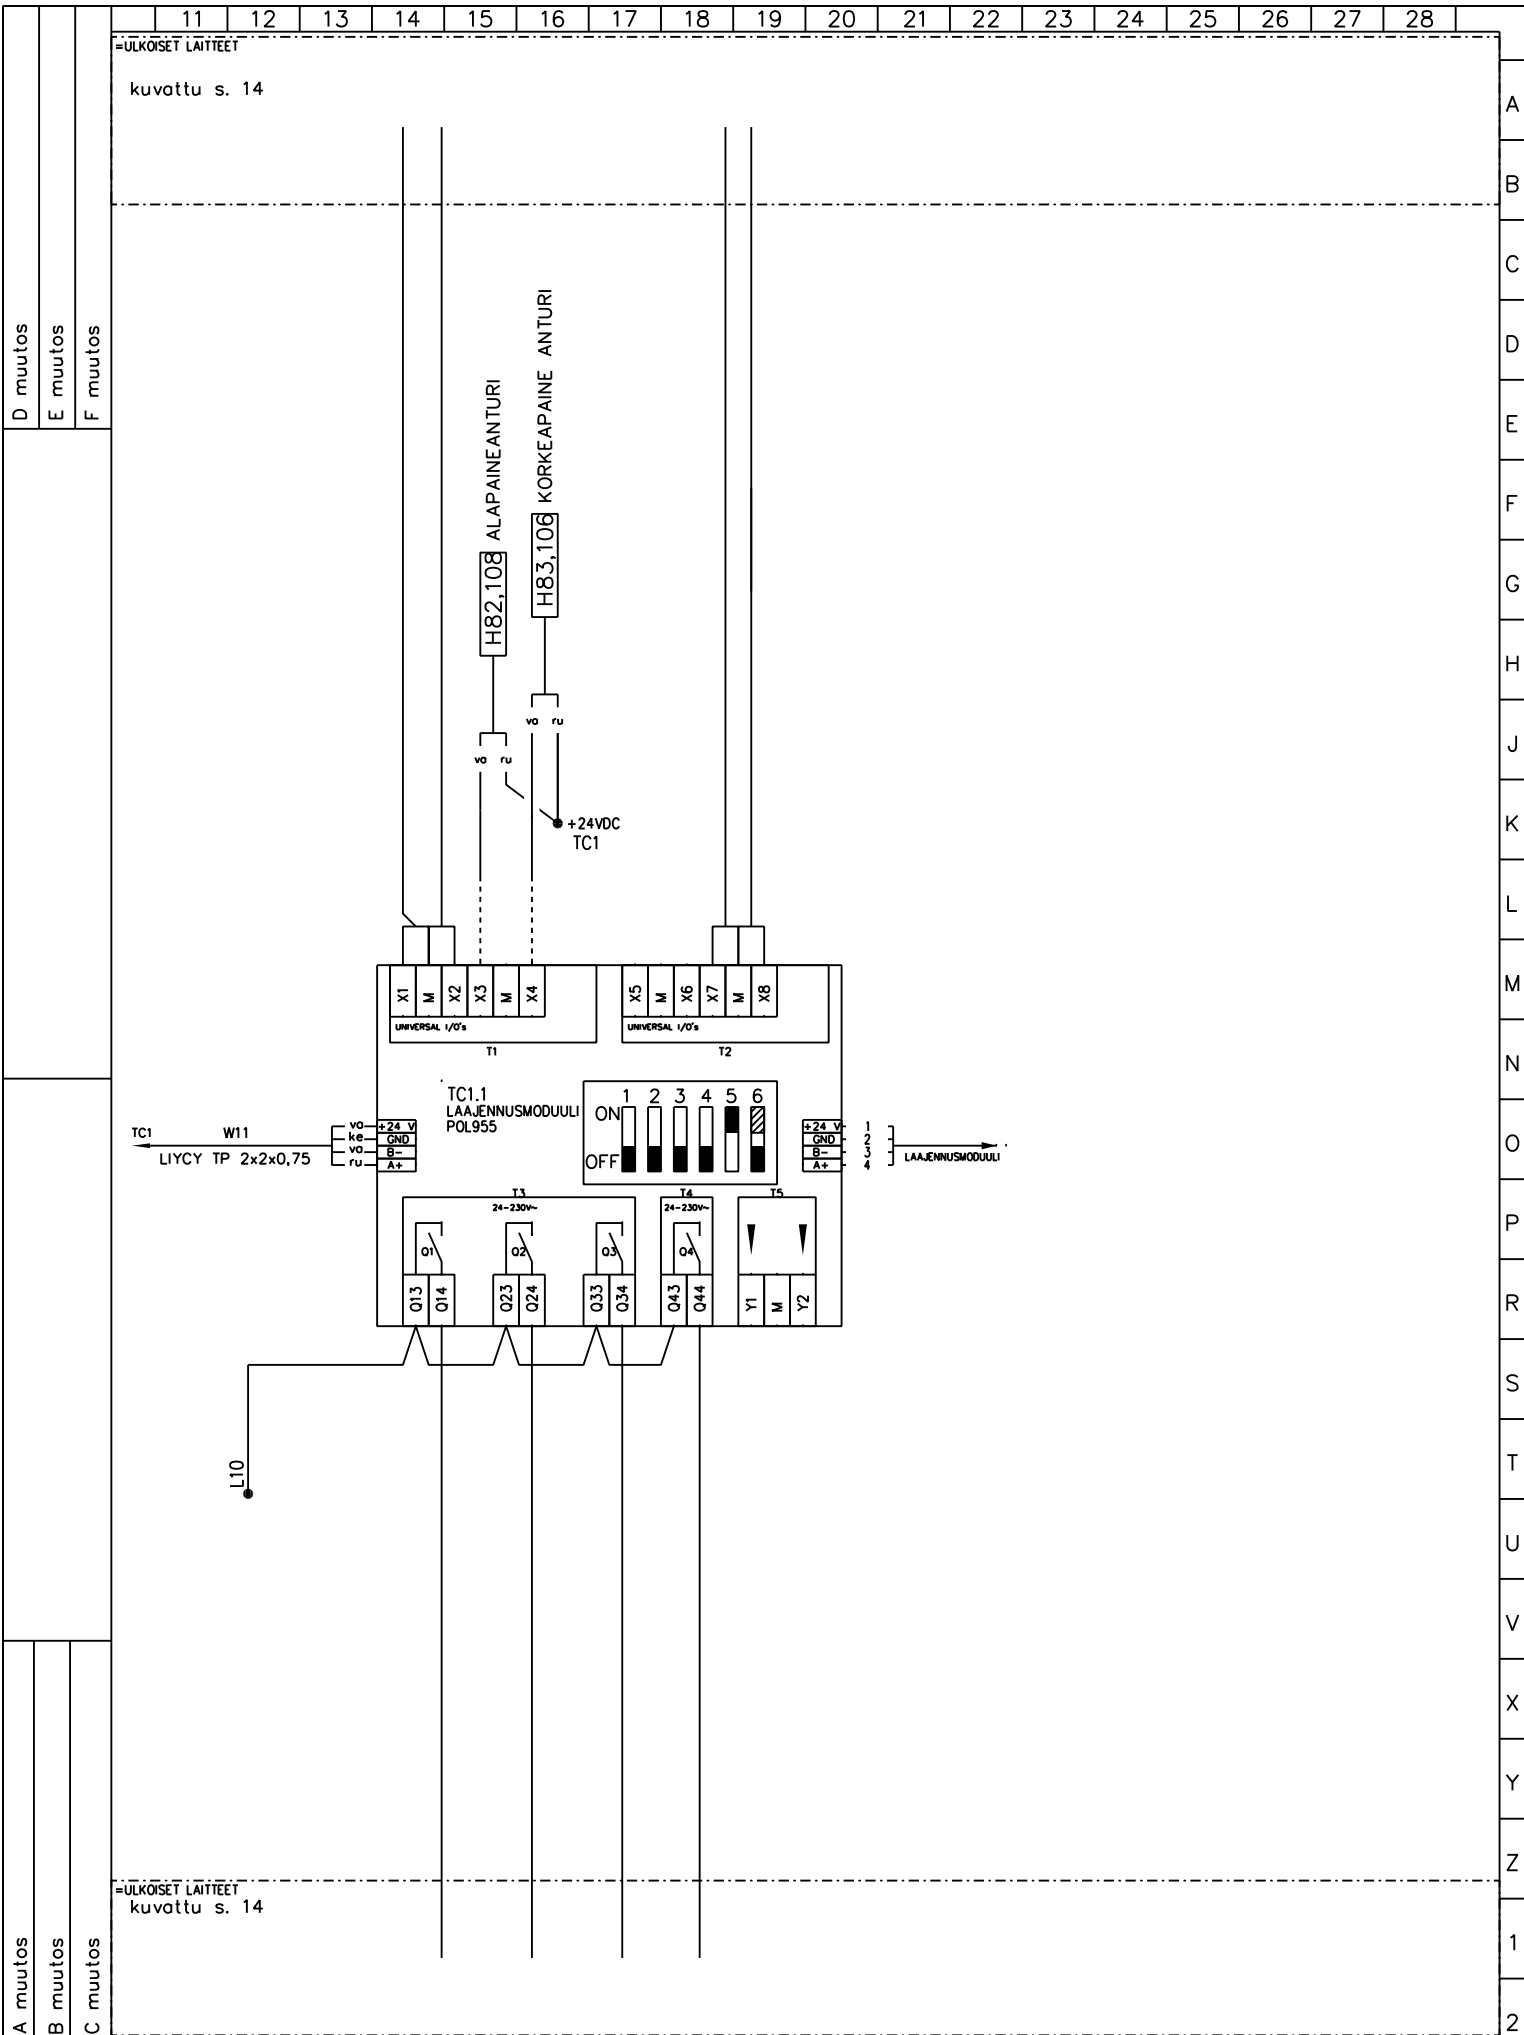 11 12 13 14 15 16 17 18 19 20 21 22 23 24 25 26 27 28
=ULKOISET LAITTEET
kuvattu s. 14
A
B
C
D
E
F
G
H
J
K
L
M
N
O
P
R
S
T
U
V
X
Y
Z
1
2
D muutos
E muutos
F muutos
H82,108 ALAPAINEANTURI
H83,106 KORKEAPAINE ANTURI
va ru
va ru
+24VDC
TC1
X1 M X2 X3 M X4
UNIVERSAL I/O's
T1
X5 M X6 X7 M X8
UNIVERSAL I/O's
T2
TC1.1
LAAJENNUSMODUULI
POL955
1 2 3 4 5 6
ON
OFF
TC1
W11
LIYCY TP 2x2x0,75
va +24 V
ke GND
va B-
ru A+
+24 V 1
GND 2
B- 3
A+ 4
LAAJENNUSMODUULI
T3
24-230V~
T4
24-230V~
T5
Q1 Q2 Q3 Q4
Q13 Q14 Q23 Q24 Q33 Q34 Q43 Q44 Y1 M Y2
L10
=ULKOISET LAITTEET
kuvattu s. 14
A muutos
B muutos
C muutos